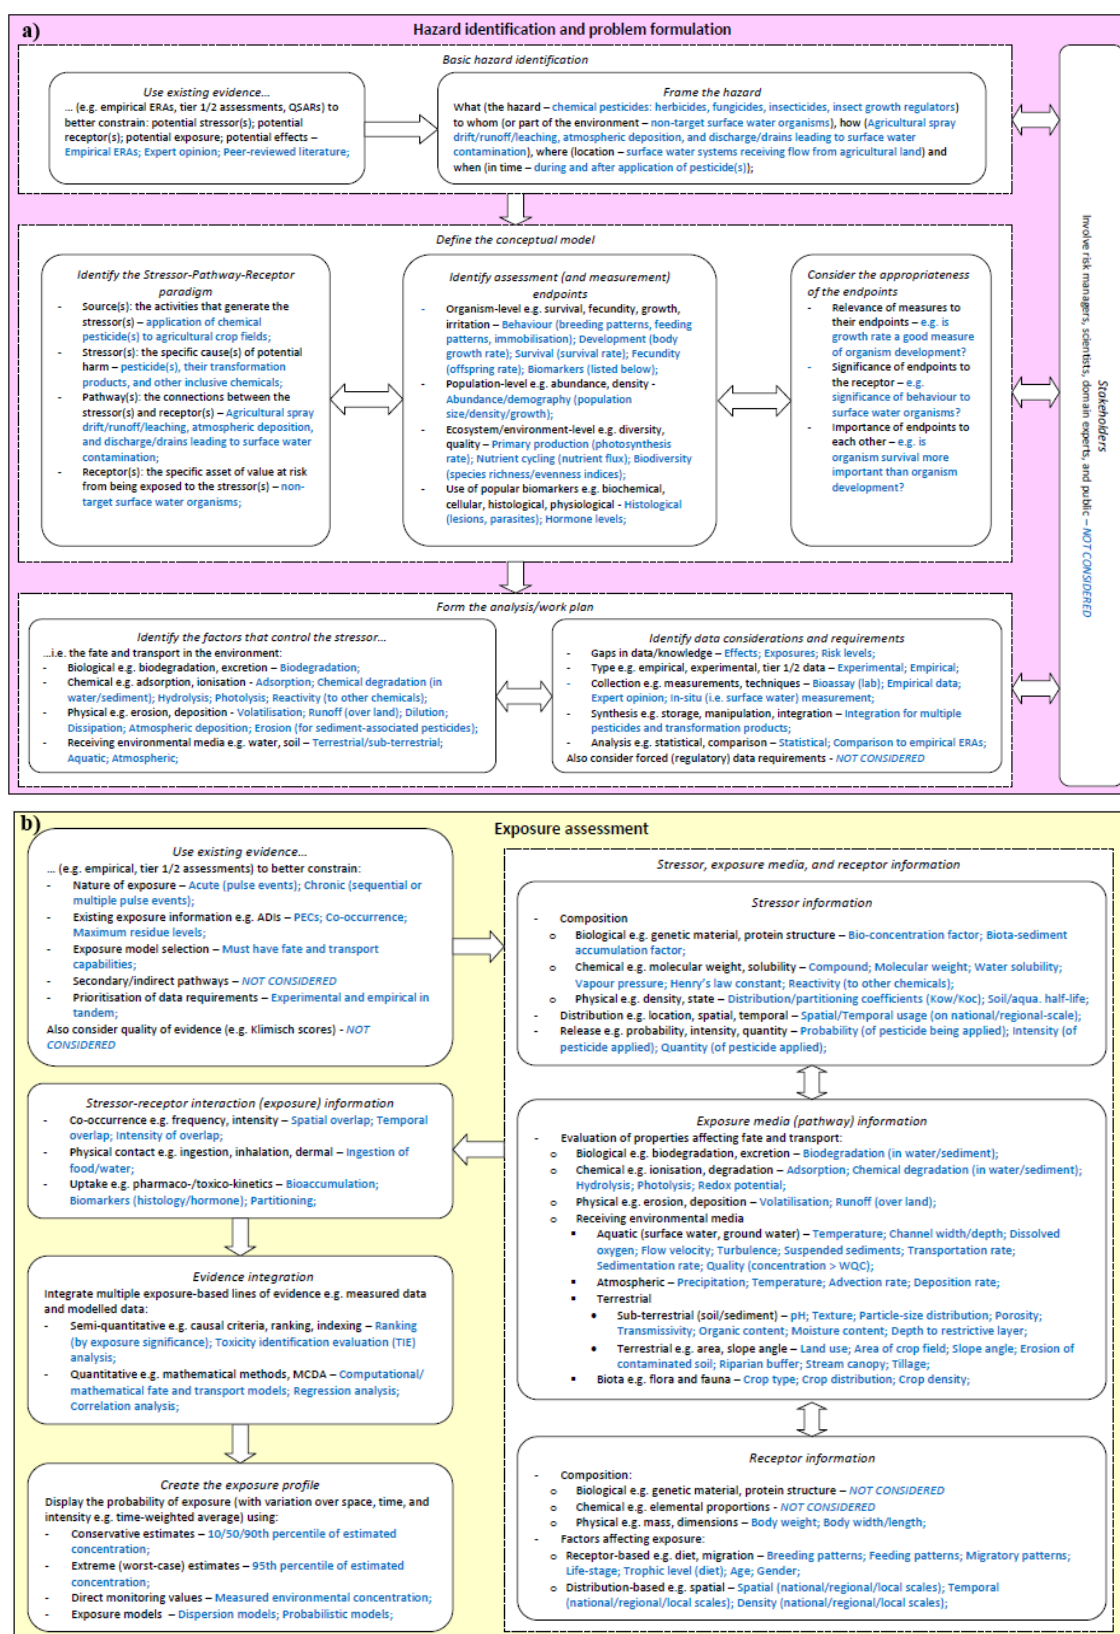 a)
Hazard identification and problem formulation
Basic hazard identification
Use existing evidence…
… (e.g. empirical ERAs, tier 1/2 assessments, QSARs) to
better constrain: potential stressor(s); potential
receptor(s); potential exposure; potential effects –
Empirical ERAs; Expert opinion; Peer-reviewed literature;
Frame the hazard
What (the hazard – chemical pesticides: herbicides, fungicides, insecticides, insect growth regulators)
to whom (or part of the environment – non-target surface water organisms), how (Agricultural spray
drift/runoff/leaching, atmospheric deposition, and discharge/drains leading to surface water
contamination), where (location – surface water systems receiving flow from agricultural land) and
when (in time – during and after application of pesticide(s));
Define the conceptual model
Identify the Stressor-Pathway-Receptor
paradigm
- Source(s): the activities that generate the
stressor(s) – application of chemical
pesticide(s) to agricultural crop fields;
- Stressor(s): the specific cause(s) of potential
harm – pesticide(s), their transformation
products, and other inclusive chemicals;
- Pathway(s): the connections between the
stressor(s) and receptor(s) – Agricultural spray
drift/runoff/leaching, atmospheric deposition,
and discharge/drains leading to surface water
contamination;
- Receptor(s): the specific asset of value at risk
from being exposed to the stressor(s) – non-
target surface water organisms;
Identify assessment (and measurement)
endpoints
- Organism-level e.g. survival, fecundity, growth,
irritation – Behaviour (breeding patterns, feeding
patterns, immobilisation); Development (body
growth rate); Survival (survival rate); Fecundity
(offspring rate); Biomarkers (listed below)
- Population-level e.g. abundance, density -
Abundance/demography (population
size/density/growth);
- Ecosystem/environment-level e.g. diversity,
quality – Primary production (photosynthesis
rate); Nutrient cycling (nutrient flux); Biodiversity
(species richness/evenness indices);
- Use of popular biomarkers e.g. biochemical,
cellular, histological, physiological - Histological
(lesions, parasites); Hormone levels;
Consider the appropriateness
of the endpoints
- Relevance of measures to
their endpoints – e.g. is
growth rate a good measure
of organism development?
- Significance of endpoints to
the receptor – e.g.
significance of behaviour to
surface water organisms?
- Importance of endpoints to
each other – e.g. is
organism survival more
important than organism
development?
Form the analysis/work plan
Identify the factors that control the stressor…
…i.e. the fate and transport in the environment:
- Biological e.g. biodegradation, excretion – Biodegradation;
- Chemical e.g. adsorption, ionisation - Adsorption; Chemical degradation (in
water/sediment); Hydrolysis; Photolysis; Reactivity (to other chemicals);
- Physical e.g. erosion, deposition - Volatilisation; Runoff (over land); Dilution;
Dissipation; Atmospheric deposition; Erosion (for sediment-associated pesticides);
- Receiving environmental media e.g. water, soil – Terrestrial/sub-terrestrial;
Aquatic; Atmospheric;
Identify data considerations and requirements
- Gaps in data/knowledge – Effects; Exposures; Risk levels;
- Type e.g. empirical, experimental, tier 1/2 data – Experimental; Empirical;
- Collection e.g. measurements, techniques – Bioassay (lab); Empirical data;
Expert opinion; In-situ (i.e. surface water) measurement;
- Synthesis e.g. storage, manipulation, integration – Integration for multiple
pesticides and transformation products;
- Analysis e.g. statistical, comparison – Statistical; Comparison to empirical ERAs;
Also consider forced (regulatory) data requirements - NOT CONSIDERED
Stakeholders
Involve risk managers, scientists, domain experts, and public – NOT CONSIDERED
b)
Exposure assessment
Use existing evidence…
… (e.g. empirical, tier 1/2 assessments) to better constrain:
- Nature of exposure – Acute (pulse events); Chronic (sequential or
multiple pulse events);
- Existing exposure information e.g. ADIs – PECs; Co-occurrence;
Maximum residue levels;
- Exposure model selection – Must have fate and transport
capabilities;
- Secondary/indirect pathways – NOT CONSIDERED
- Prioritisation of data requirements – Experimental and empirical in
tandem;
Also consider quality of evidence (e.g. Klimisch scores) - NOT
CONSIDERED
Stressor-receptor interaction (exposure) information
- Co-occurrence e.g. frequency, intensity – Spatial overlap; Temporal
overlap; Intensity of overlap;
- Physical contact e.g. ingestion, inhalation, dermal – Ingestion of
food/water;
- Uptake e.g. pharmaco-/toxico-kinetics – Bioaccumulation;
Biomarkers (histology/hormone); Partitioning;
Evidence integration
Integrate multiple exposure-based lines of evidence e.g. measured data
and modelled data:
- Semi-quantitative e.g. causal criteria, ranking, indexing – Ranking
(by exposure significance); Toxicity identification evaluation (TIE)
analysis;
- Quantitative e.g. mathematical methods, MCDA – Computational/
mathematical fate and transport models; Regression analysis;
Correlation analysis;
Create the exposure profile
Display the probability of exposure (with variation over space, time, and
intensity e.g. time-weighted average) using:
- Conservative estimates – 10/50/90th percentile of estimated
concentration;
- Extreme (worst-case) estimates – 95th percentile of estimated
concentration;
- Direct monitoring values – Measured environmental concentration;
- Exposure models – Dispersion models; Probabilistic models;
Stressor, exposure media, and receptor information
Stressor information
- Composition
o Biological e.g. genetic material, protein structure – Bio-concentration factor; Biota-sediment
accumulation factor;
o Chemical e.g. molecular weight, solubility – Compound; Molecular weight; Water solubility;
Vapour pressure; Henry's law constant; Reactivity (to other chemicals);
o Physical e.g. density, state – Distribution/partitioning coefficients (Kow/Koc); Soil/aqua. half-life;
- Distribution e.g. location, spatial, temporal – Spatial/Temporal usage (on national/regional-scale);
- Release e.g. probability, intensity, quantity – Probability (of pesticide being applied); Intensity (of
pesticide applied); Quantity (of pesticide applied);
Exposure media (pathway) information
- Evaluation of properties affecting fate and transport:
o Biological e.g. biodegradation, excretion – Biodegradation (in water/sediment);
o Chemical e.g. ionisation, degradation – Adsorption; Chemical degradation (in water/sediment);
Hydrolysis; Photolysis; Redox potential;
o Physical e.g. erosion, deposition – Volatilisation; Runoff (over land);
o Receiving environmental media
▪ Aquatic (surface water, ground water) – Temperature; Channel width/depth; Dissolved
oxygen; Flow velocity; Turbulence; Suspended sediments; Transportation rate;
Sedimentation rate; Quality (concentration > WQC);
▪ Atmospheric – Precipitation; Temperature; Advection rate; Deposition rate;
▪ Terrestrial
• Sub-terrestrial (soil/sediment) – pH; Texture; Particle-size distribution; Porosity;
Transmissivity; Organic content; Moisture content; Depth to restrictive layer;
• Terrestrial e.g. area, slope angle – Land use; Area of crop field; Slope angle; Erosion of
contaminated soil; Riparian buffer; Stream canopy; Tillage;
▪ Biota e.g. flora and fauna – Crop type; Crop distribution; Crop density;
Receptor information
- Composition:
o Biological e.g. genetic material, protein structure – NOT CONSIDERED
o Chemical e.g. elemental proportions - NOT CONSIDERED
o Physical e.g. mass, dimensions – Body weight; Body width/length;
- Factors affecting exposure:
o Receptor-based e.g. diet, migration – Breeding patterns; Feeding patterns; Migratory patterns;
Life-stage; Trophic level (diet); Age; Gender;
o Distribution-based e.g. spatial – Spatial (national/regional/local scales); Temporal
(national/regional/local scales); Density (national/regional/local scales);